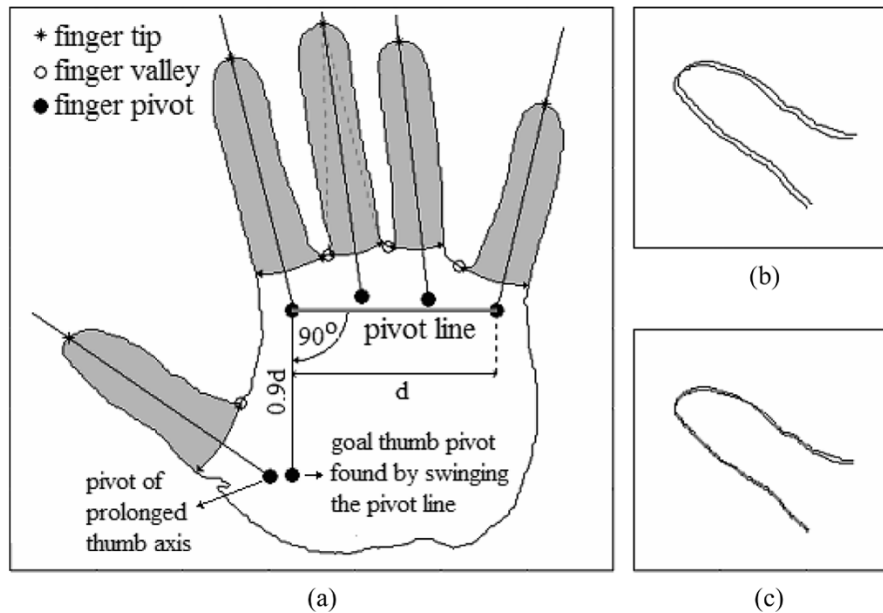 * finger tip
○ finger valley
● finger pivot
90°
pivot line
0.9d
d
goal thumb pivot
found by swinging
the pivot line
pivot of
prolonged
thumb axis
(a)
(b)
(c)